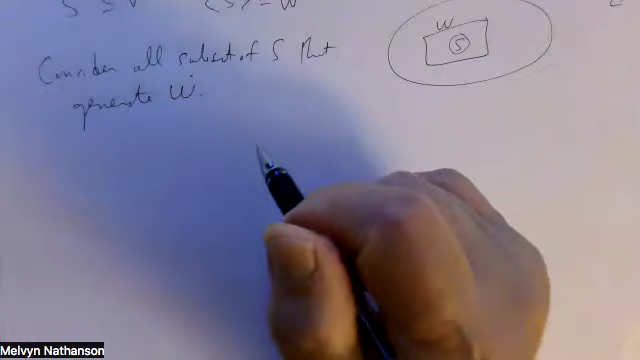 S ⊆ V   ⟨S⟩ = W
W
S
Consider all subset of S that
generate W.
Melvyn Nathanson